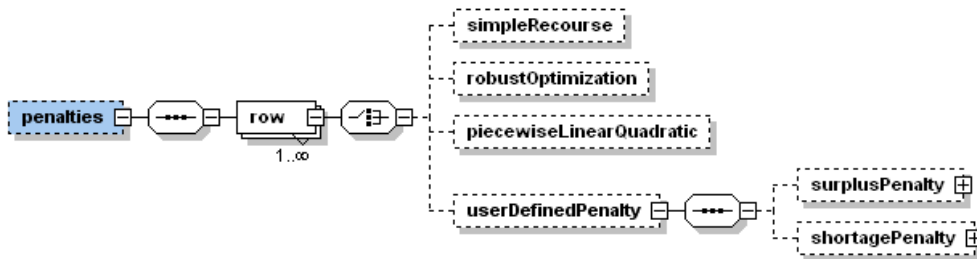 simpleRecourse
robustOptimization
penalties
row
1..∞
piecewiseLinearQuadratic
surplusPenalty
userDefinedPenalty
shortagePenalty